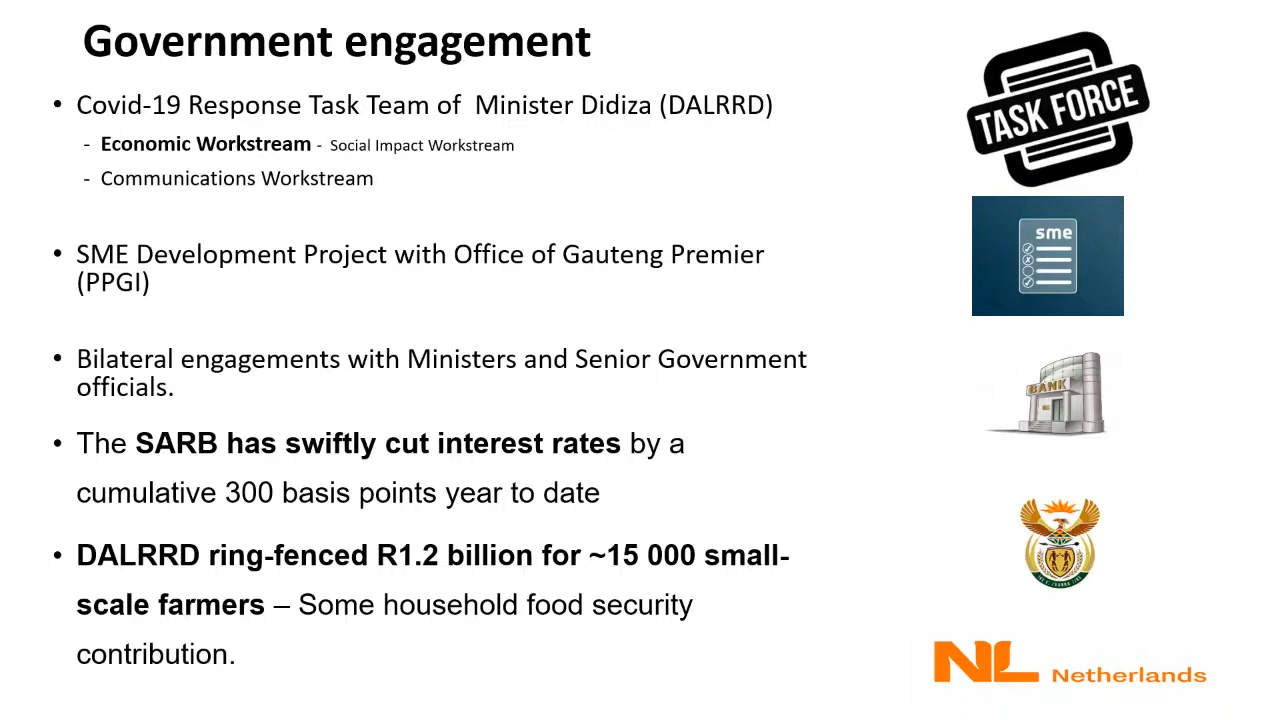 Government engagement
• Covid-19 Response Task Team of Minister Didiza (DALRRD)
- Economic Workstream - Social Impact Workstream
- Communications Workstream
• SME Development Project with Office of Gauteng Premier
(PPGI)
• Bilateral engagements with Ministers and Senior Government
officials.
• The SARB has swiftly cut interest rates by a
cumulative 300 basis points year to date
• DALRRD ring-fenced R1.2 billion for ~15 000 small-
scale farmers – Some household food security
contribution.
TASK FORCE
sme
BANK
NL Netherlands